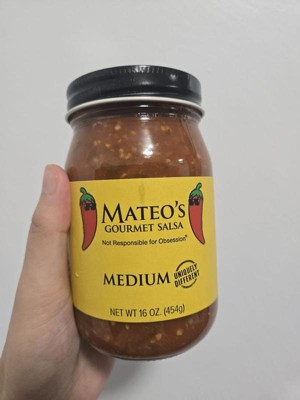 MATEO'S
GOURMET SALSA
Not Responsible for Obsession®
MEDIUM
UNIQUELY
DIFFERENT
NET WT 16 OZ. (454g)